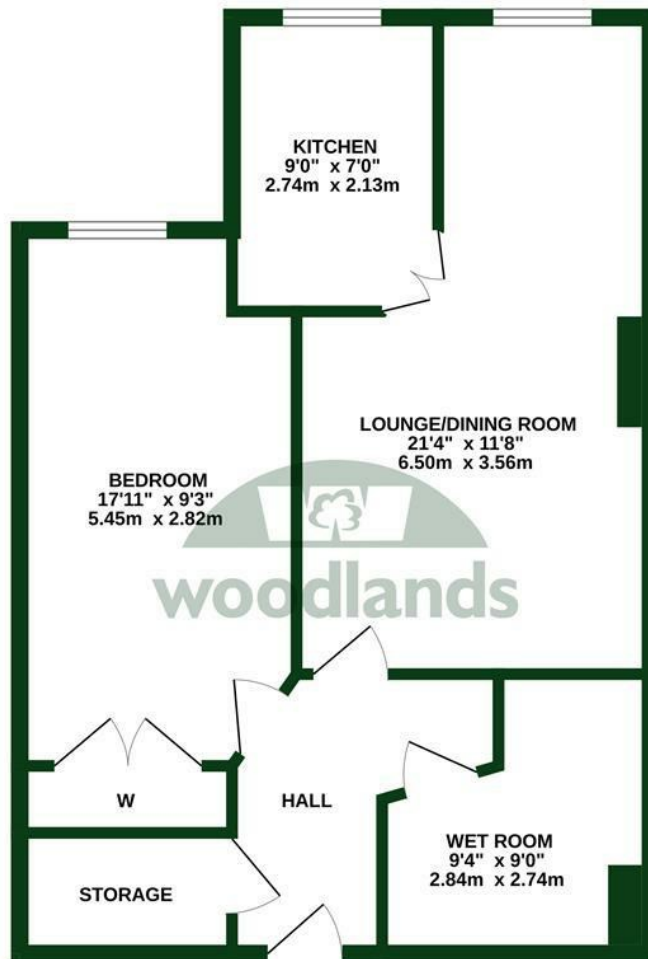 KITCHEN
9'0" x 7'0"
2.74m x 2.13m
LOUNGE/DINING ROOM
21'4" x 11'8"
6.50m x 3.56m
BEDROOM
17'11" x 9'3"
5.45m x 2.82m
woodlands
W
HALL
WET ROOM
9'4" x 9'0"
2.84m x 2.74m
STORAGE